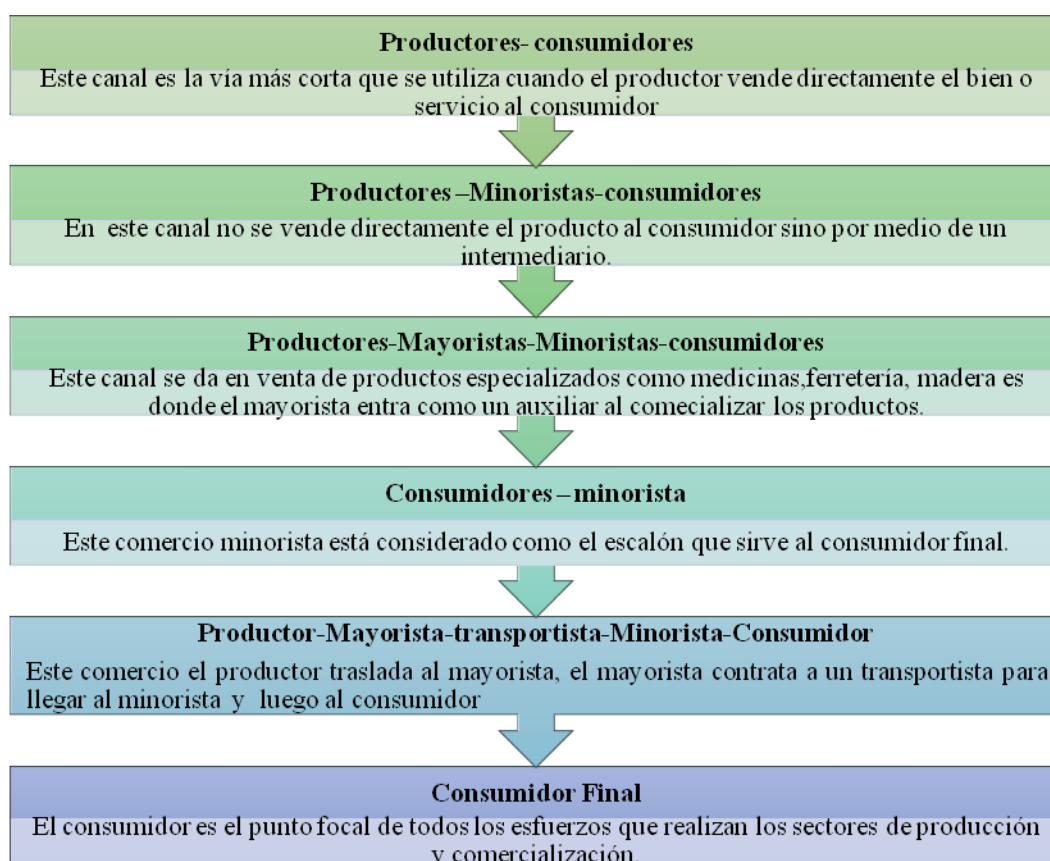 Productores- consumidores
Este canal es la vía más corta que se utiliza cuando el productor vende directamente el bien o
servicio al consumidor
Productores –Minoristas-consumidores
En este canal no se vende directamente el producto al consumidor sino por medio de un
intermediario.
Productores-Mayoristas-Minoristas-consumidores
Este canal se da en venta de productos especializados como medicinas,ferretería, madera es
donde el mayorista entra como un auxiliar al comecializar los productos.
Consumidores – minorista
Este comercio minorista está considerado como el escalón que sirve al consumidor final.
Productor-Mayorista-transportista-Minorista-Consumidor
Este comercio el productor traslada al mayorista, el mayorista contrata a un transportista para
llegar al minorista y luego al consumidor
Consumidor Final
El consumidor es el punto focal de todos los esfuerzos que realizan los sectores de producción
y comercialización.